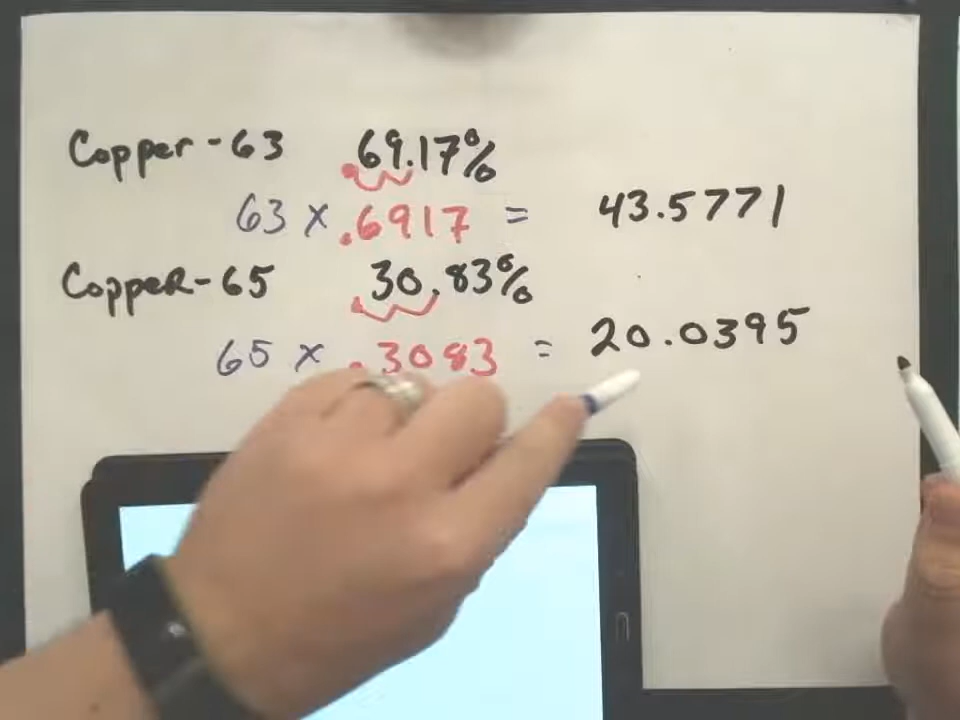 Copper-63 69.17%
63 x .6917 = 43.5771
Copper-65 30.83%
65 x .3083 = 20.0395